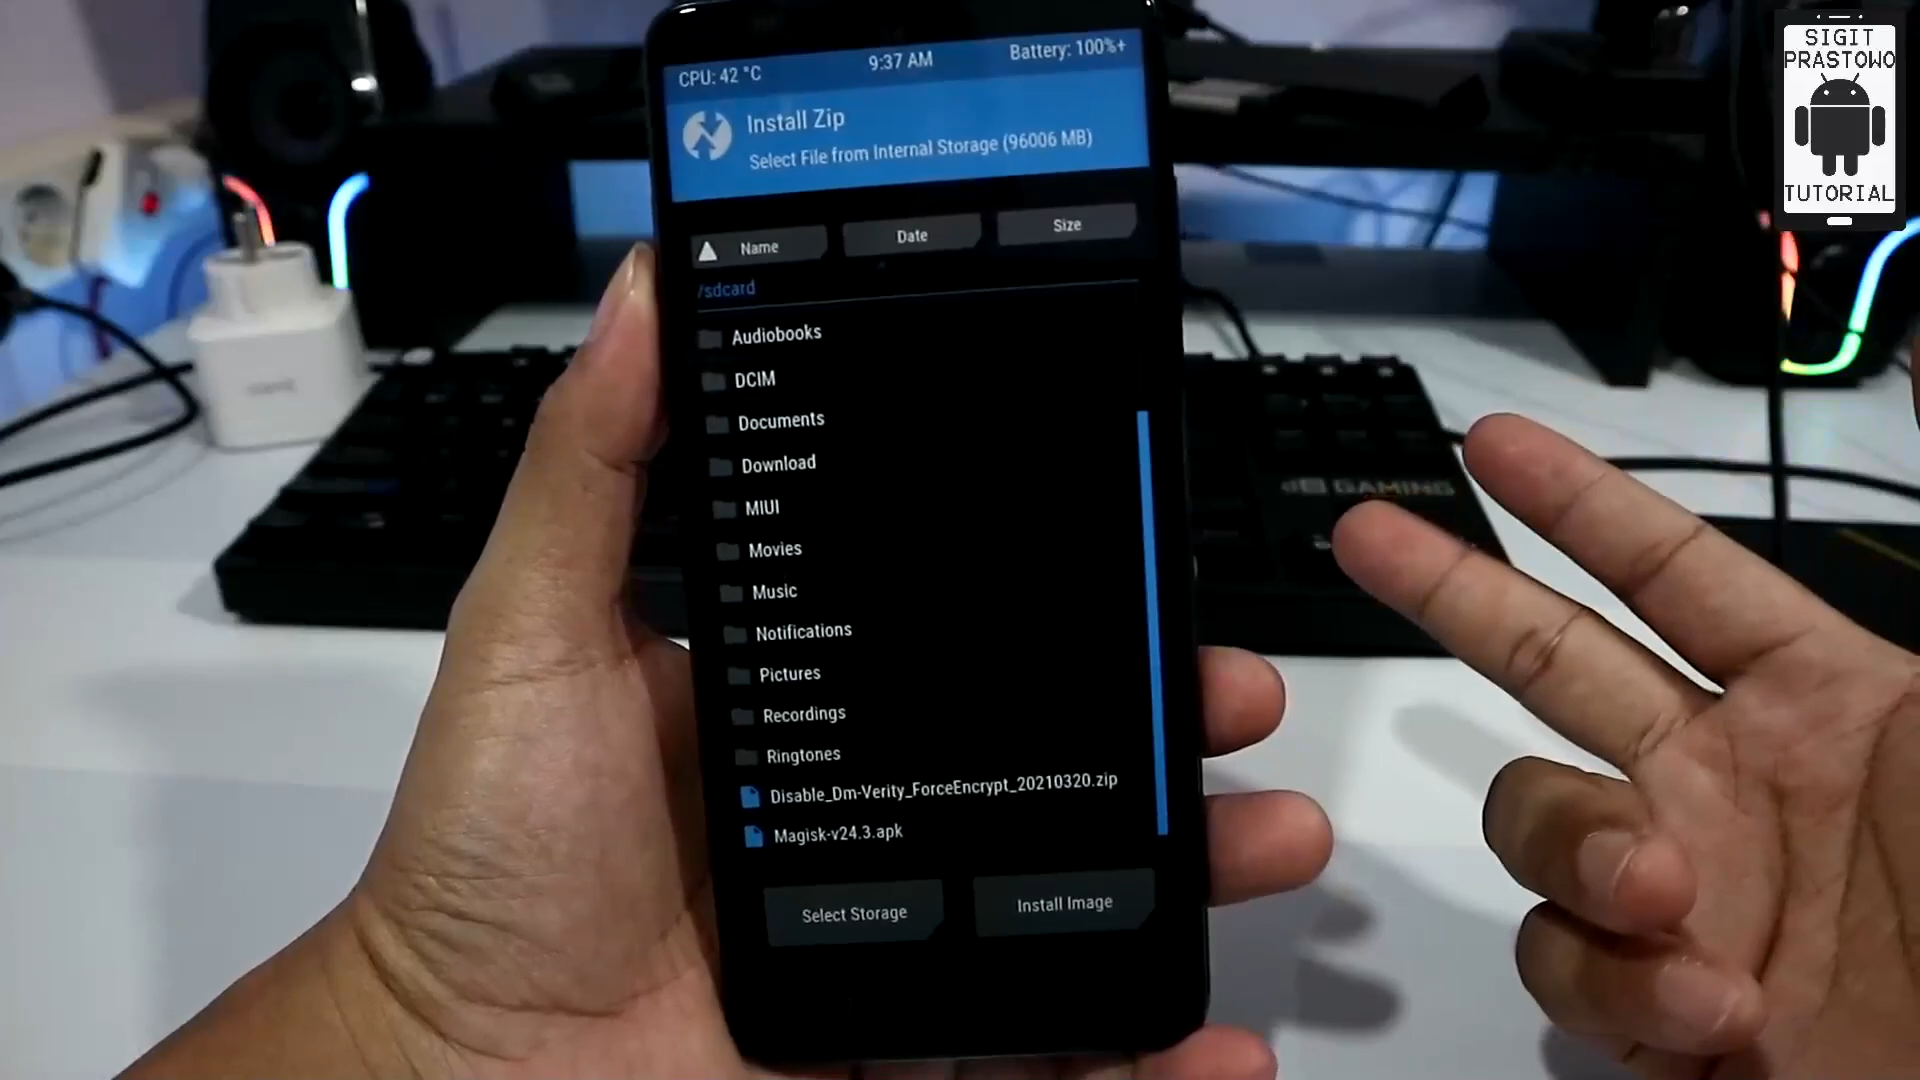 CPU: 42 °C
9:37 AM
Battery: 100%+
Install Zip
Select File from Internal Storage (96006 MB)
Name
Date
Size
/sdcard
Audiobooks
DCIM
Documents
Download
MIUI
Movies
Music
Notifications
Pictures
Recordings
Ringtones
Disable_Dm-Verity_ForceEncrypt_20210320.zip
Magisk-v24.3.apk
Select Storage
Install Image
GAMING
SIGIT
PRASTOWO
TUTORIAL